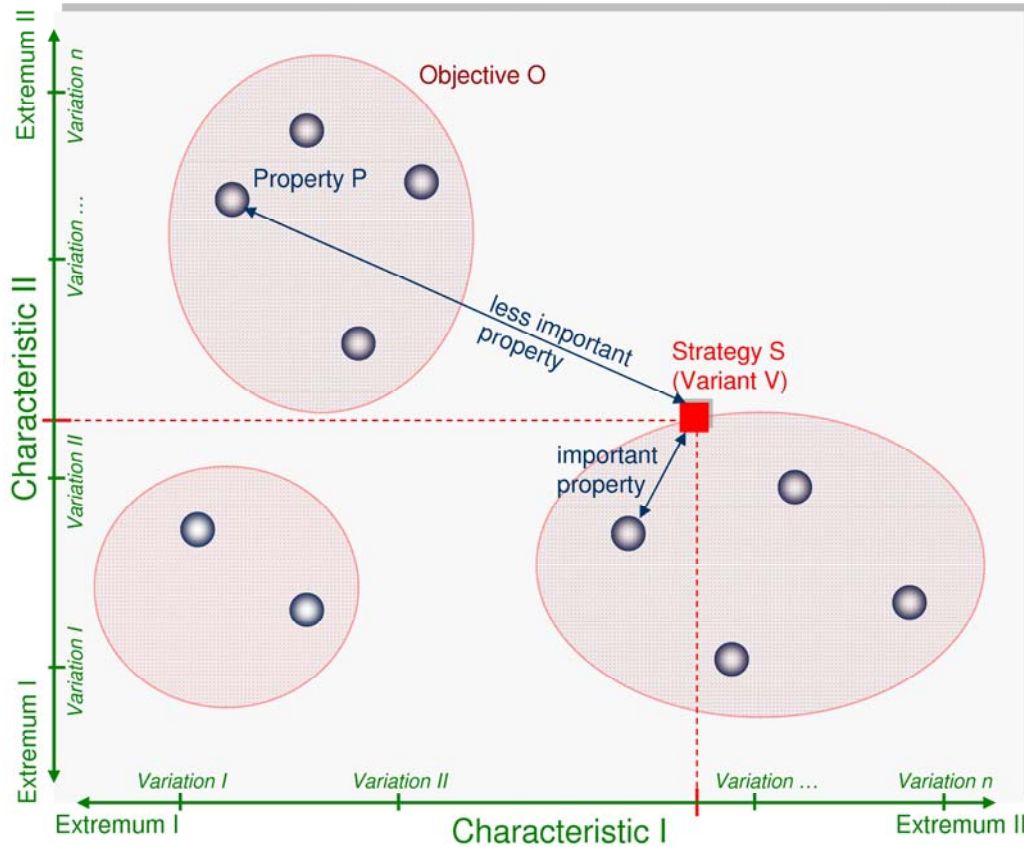 Extremum II
Variation n
Objective O
Property P
Variation ...
Characteristic II
less important
property
Strategy S
(Variant V)
Variation II
important
property
Variation I
Extremum I
Variation I
Variation II
Variation ...
Variation n
Extremum I
Characteristic I
Extremum II